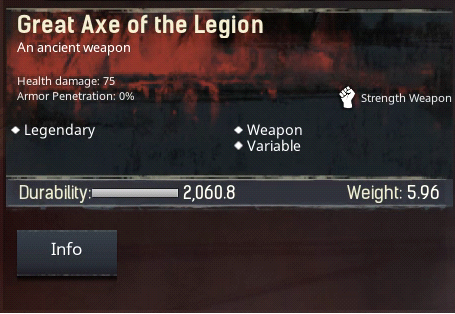 Great Axe of the Legion
An ancient weapon
Health damage: 75
Armor Penetration: 0%
Strength Weapon
Legendary
Weapon
Variable
Durability: 2,060.8 Weight: 5.96
Info